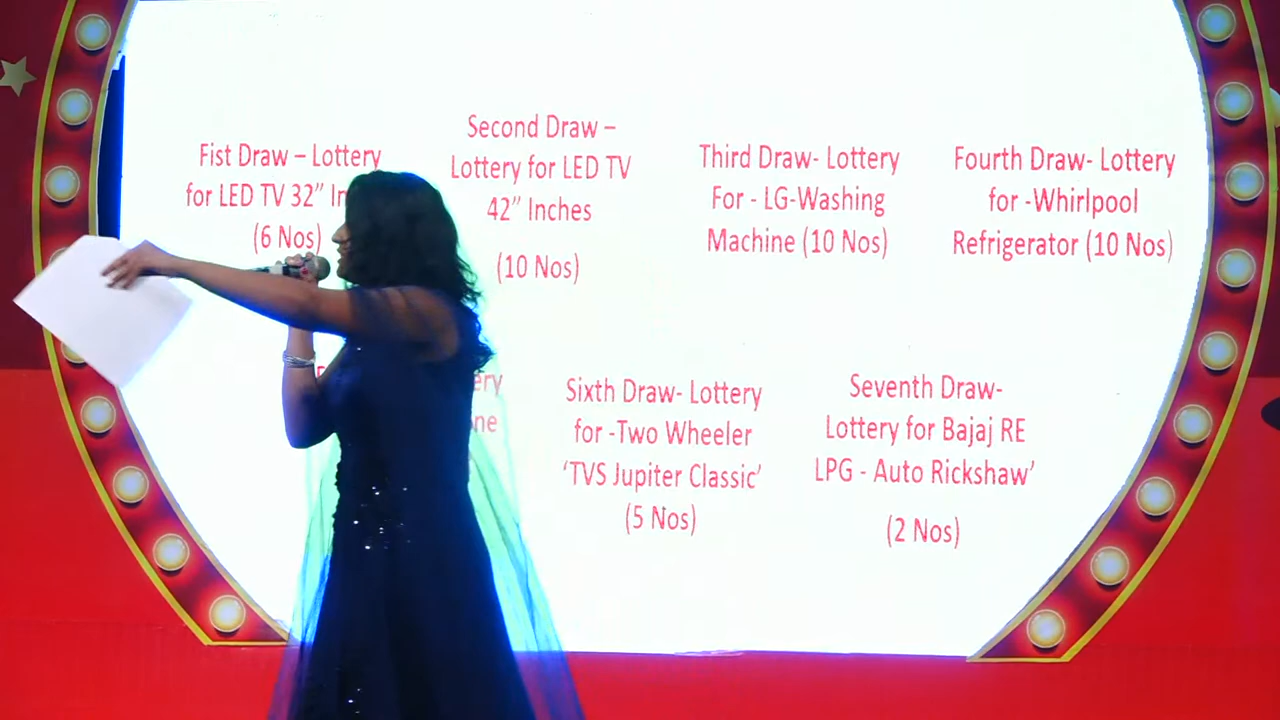 Fist Draw – Lottery
for LED TV 32” In
(6 Nos)
Second Draw –
Lottery for LED TV
42” Inches
(10 Nos)
Third Draw- Lottery
For - LG-Washing
Machine (10 Nos)
Fourth Draw- Lottery
for -Whirlpool
Refrigerator (10 Nos)
ery
ne
Sixth Draw- Lottery
for -Two Wheeler
‘TVS Jupiter Classic’
(5 Nos)
Seventh Draw-
Lottery for Bajaj RE
LPG - Auto Rickshaw’
(2 Nos)